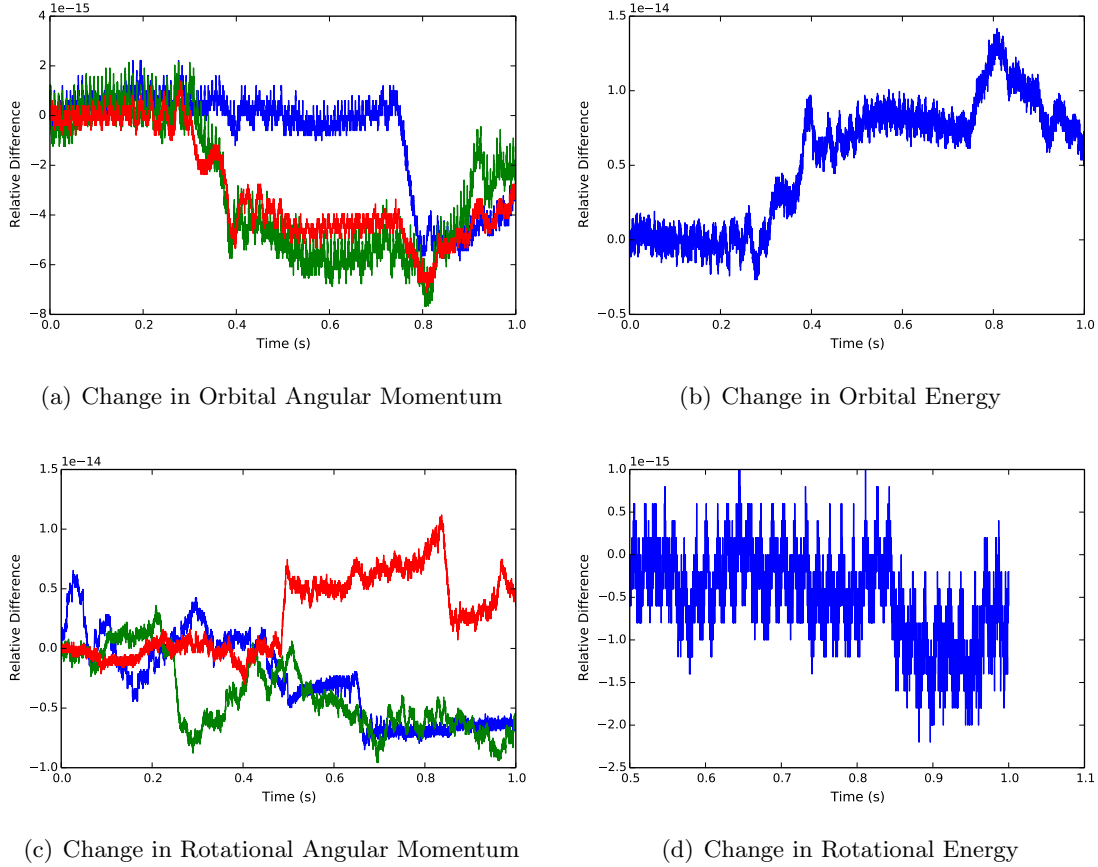 1e−15
4
2
0
−2
−4
−6
−8
Relative Difference
0.0 0.2 0.4 0.6 0.8 1.0
Time (s)
(a) Change in Orbital Angular Momentum
1e−14
1.5
1.0
0.5
0.0
−0.5
Relative Difference
0.0 0.2 0.4 0.6 0.8 1.0
Time (s)
(b) Change in Orbital Energy
1e−14
1.5
1.0
0.5
0.0
−0.5
−1.0
Relative Difference
0.0 0.2 0.4 0.6 0.8 1.0
Time (s)
(c) Change in Rotational Angular Momentum
1e−15
1.0
0.5
0.0
−0.5
−1.0
−1.5
−2.0
−2.5
Relative Difference
0.5 0.6 0.7 0.8 0.9 1.0 1.1
Time (s)
(d) Change in Rotational Energy